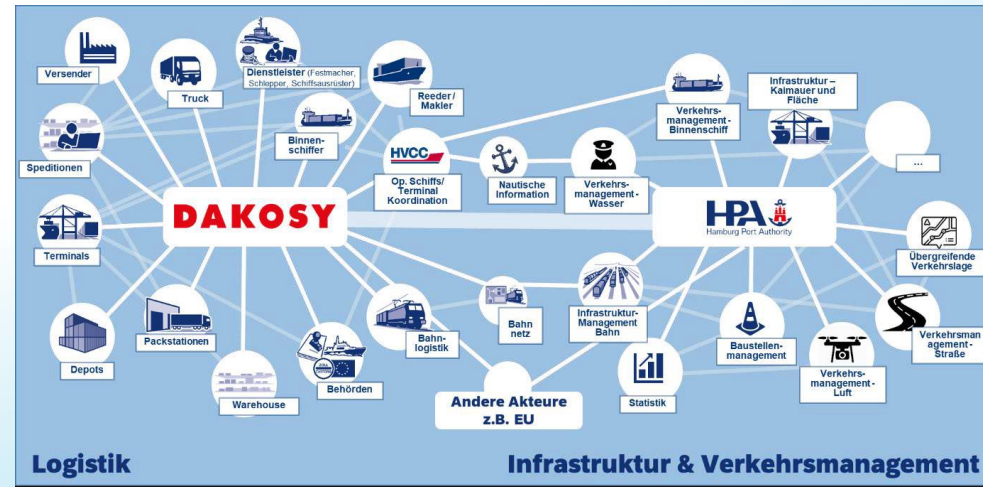 Versender
Truck
Dienstleister (Festmacher,
Schlepper, Schiffsausrüster)
Reeder /
Makler
Binnen-
schiffer
Speditionen
HVCC
Op. Schiffs/
Terminal
Koordination
Nautische
Information
Verkehrs-
management -
Wasser
Verkehrs-
management -
Binnenschiff
Infrastruktur –
Kaimauer und
Fläche
...
DAKOSY
HPA
Hamburg Port Authority
Terminals
Übergreifende
Verkehrslage
Depots
Packstationen
Warehouse
Behörden
Bahn-
logistik
Bahn
netz
Infrastruktur-
Management
Bahn
Statistik
Baustellen-
management
Verkehrs-
management -
Luft
Verkehrsman
agement -
Straße
Andere Akteure
z.B. EU
Logistik
Infrastruktur & Verkehrsmanagement